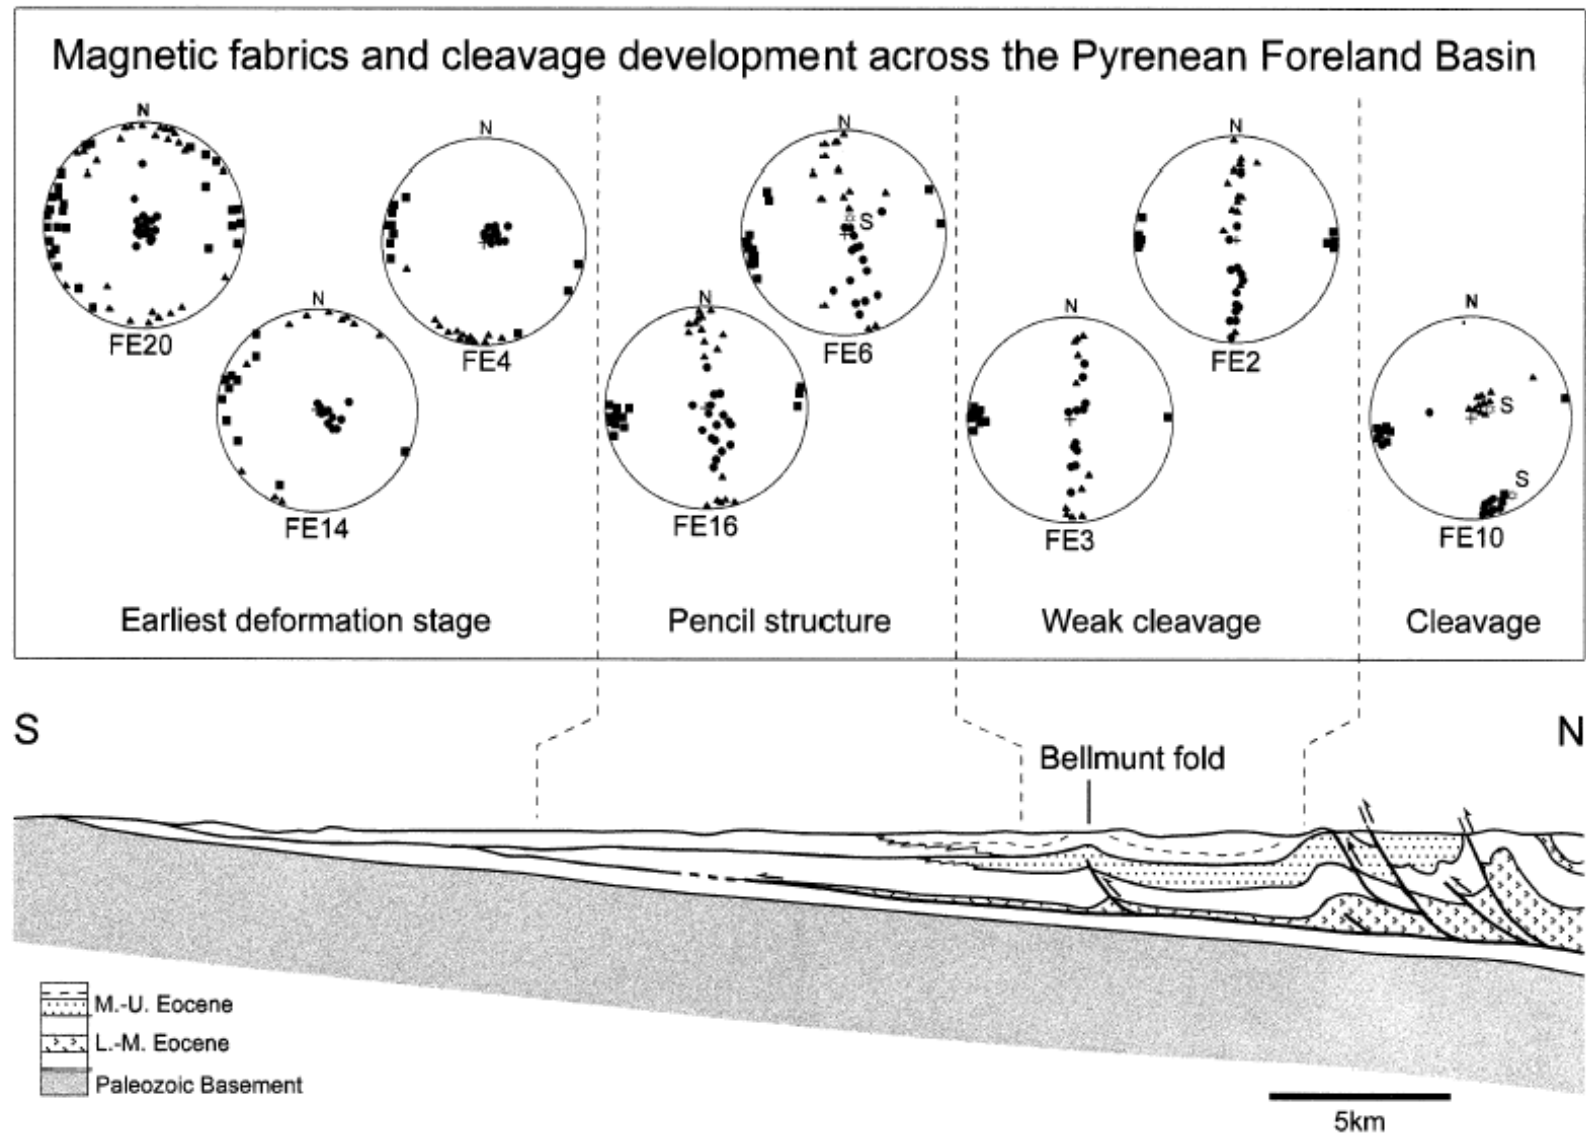 Magnetic fabrics and cleavage development across the Pyrenean Foreland Basin
N
FE20
N
FE14
N
FE4
N
FE16
N
S
FE6
N
FE3
N
FE2
N
S
S
FE10
Earliest deformation stage
Pencil structure
Weak cleavage
Cleavage
S
N
Bellmunt fold
M.-U. Eocene
L.-M. Eocene
Paleozoic Basement
5km